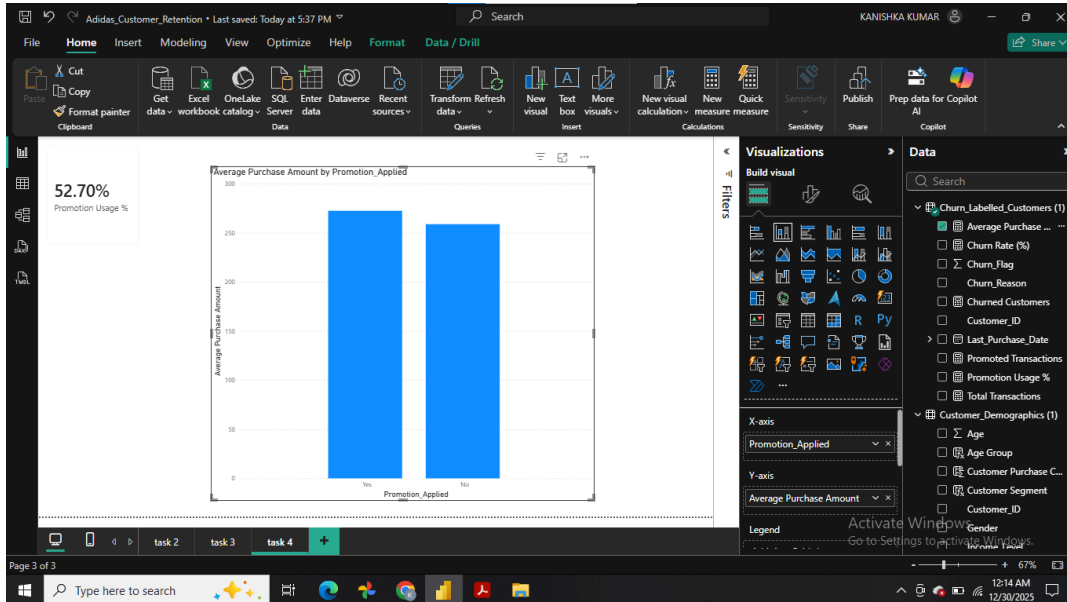 Adidas_Customer_Retention • Last saved: Today at 5:37 PM
Search
KANISHKA KUMAR
File Home Insert Modeling View Optimize Help Format Data / Drill
Share
Paste
Cut
Copy
Format painter
Clipboard
Get data
Excel workbook
OneLake catalog
SQL Server
Enter data
Dataverse
Recent sources
Data
Transform data
Refresh
Queries
New visual
Text box
More visuals
Insert
New visual calculation
New measure
Quick measure
Calculations
Sensitivity
Sensitivity
Publish
Share
Prep data for AI
Copilot
Copilot
52.70%
Promotion Usage %
Average Purchase Amount by Promotion_Applied
300
250
200
150
100
50
0
Average Purchase Amount
Yes No
Promotion_Applied
Filters
Visualizations
Build visual
123
R Py
X-axis
Promotion_Applied
Y-axis
Average Purchase Amount
Legend
Data
Search
Churn_Labelled_Customers (1)
Average Purchase ... ...
Churn Rate (%)
Churn_Flag
Churn_Reason
Churned Customers
Customer_ID
Last_Purchase_Date
Promoted Transactions
Promotion Usage %
Total Transactions
Customer_Demographics (1)
Age
Age Group
Customer Purchase C...
Customer Segment
Customer_ID
Gender
Income Level
Activate Windows
Go to Settings to activate Windows.
task 2 task 3 task 4 +
Page 3 of 3
- + 67%
Type here to search
12:14 AM
12/30/2025